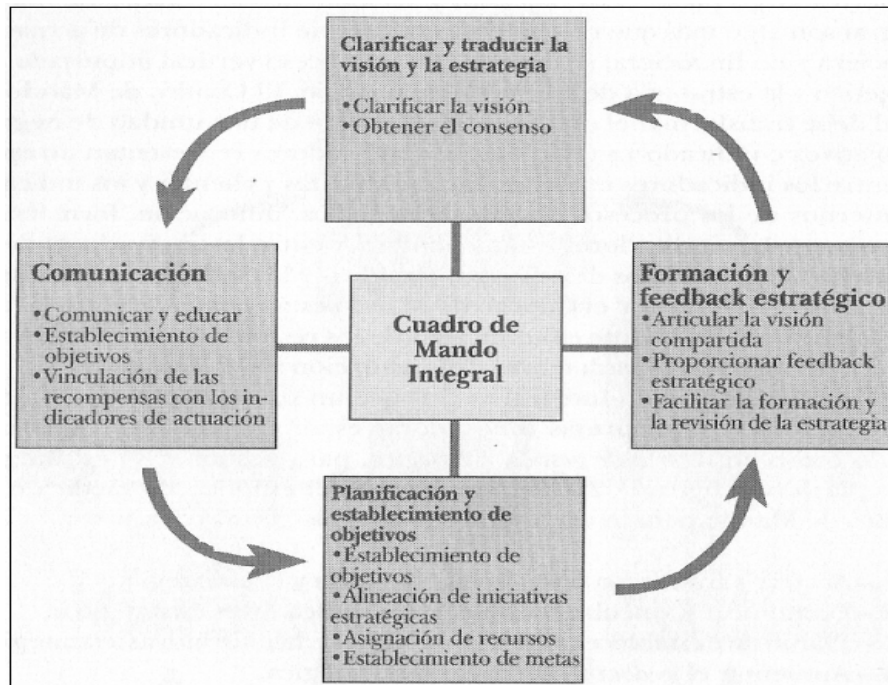 Clarificar y traducir la
visión y la estrategia
•Clarificar la visión
•Obtener el consenso
Comunicación
•Comunicar y educar
•Establecimiento de
objetivos
•Vinculación de las
recompensas con los in-
dicadores de actuación
Cuadro de
Mando
Integral
Formación y
feedback estratégico
•Articular la visión
compartida
•Proporcionar feedback
estratégico
•Facilitar la formación y
la revisión de la estrategia
Planificación y
establecimiento de
objetivos
•Establecimiento de
objetivos
•Alineación de iniciativas
estratégicas
•Asignación de recursos
•Establecimiento de metas